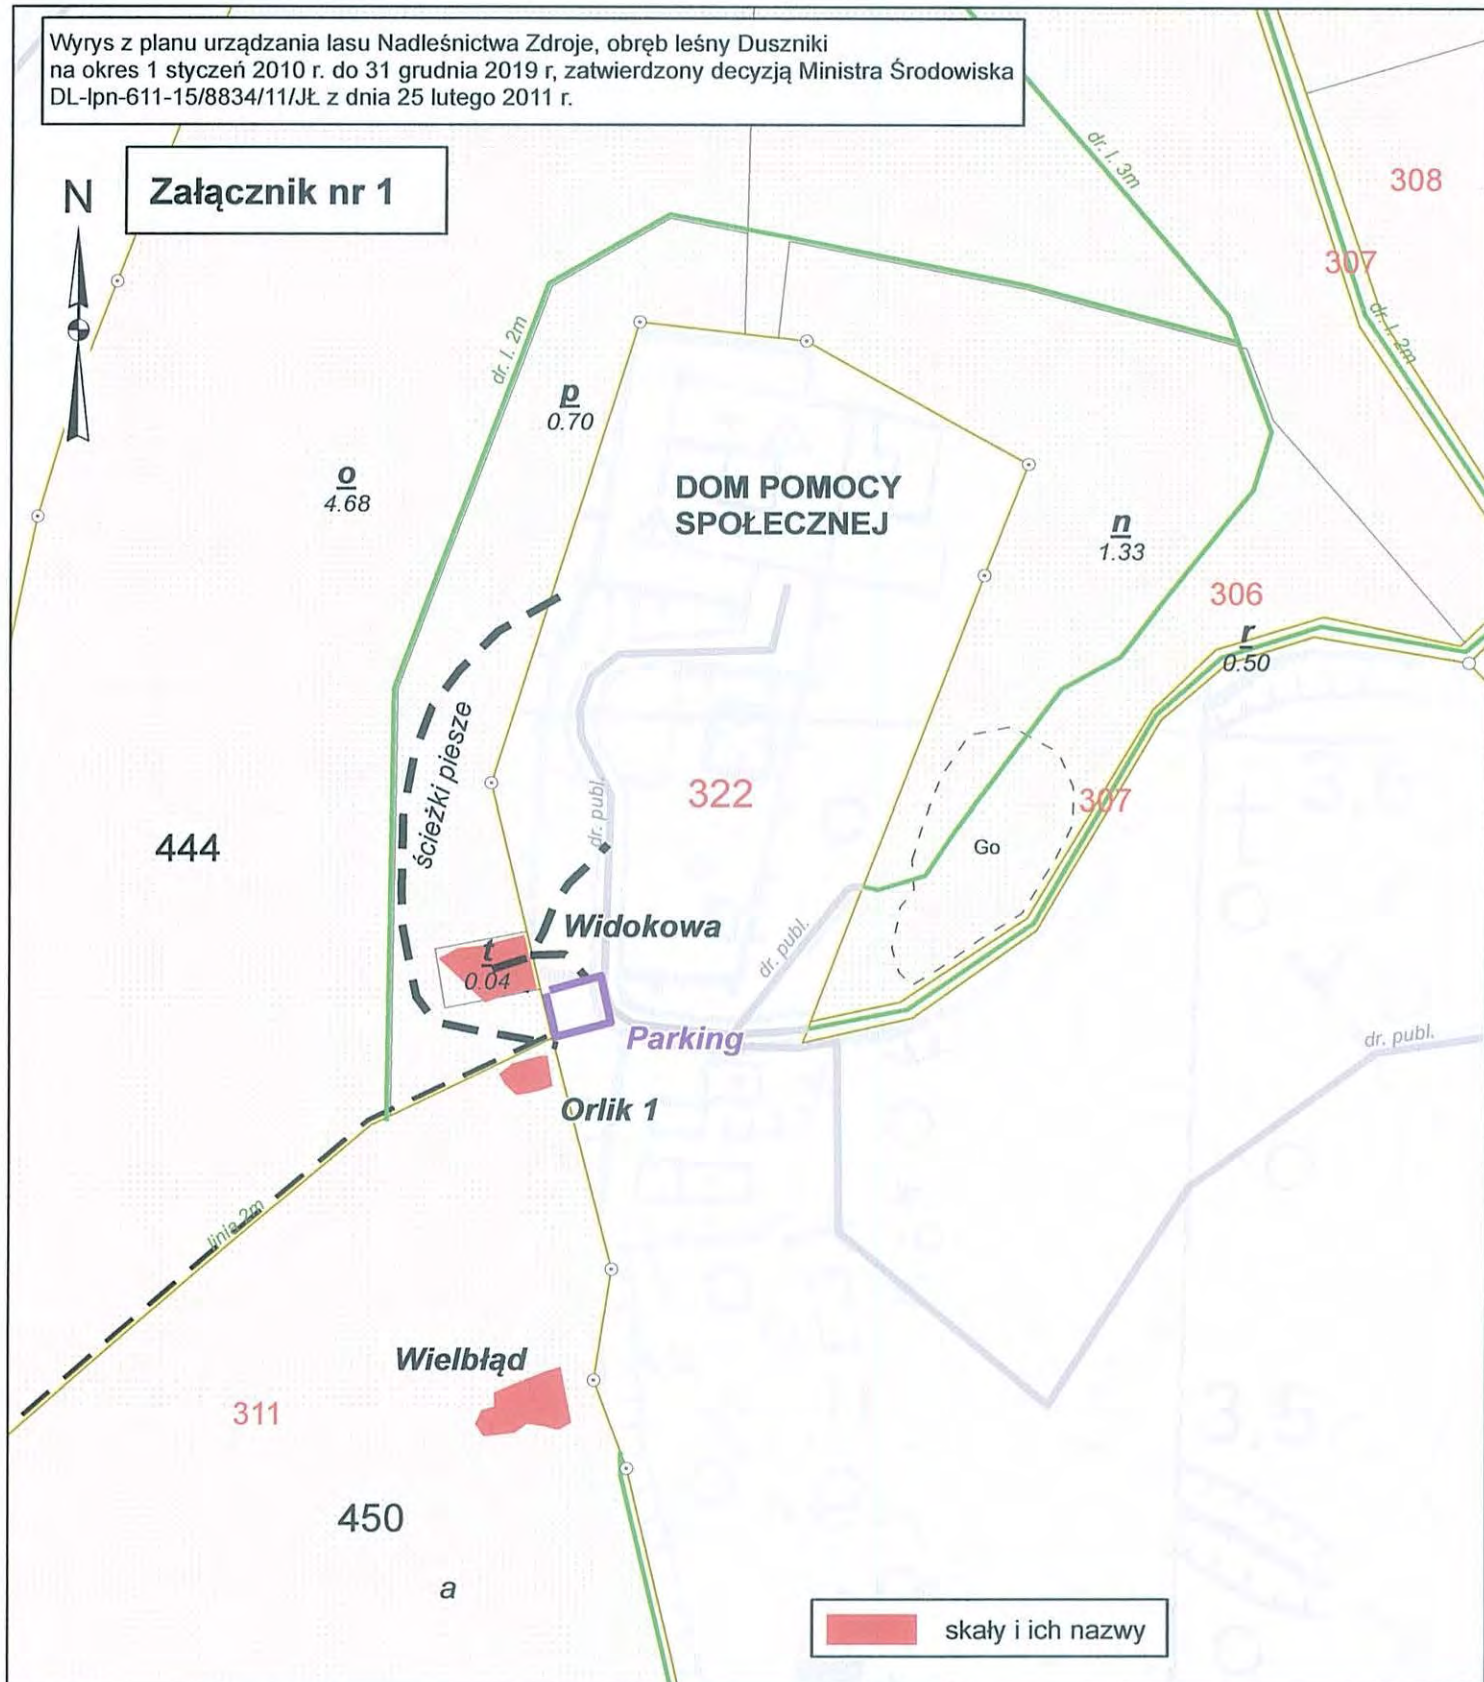 Wyrys z planu urządzania lasu Nadleśnictwa Zdroje, obręb leśny Duszniki
na okres 1 styczeń 2010 r. do 31 grudnia 2019 r, zatwierdzony decyzją Ministra Środowiska
DL-lpn-611-15/8834/11/JŁ z dnia 25 lutego 2011 r.
N
Załącznik nr 1
dr. l. 3m
308
307
dr. l. 2m
dr. l. 2m
p
0.70
o
4.68
DOM POMOCY
SPOŁECZNEJ
n
1.33
306
r
0.50
ścieżki piesze
322
dr. publ.
307
444
Go
Widokowa
dr. publ.
t
0.04
Parking
dr. publ.
Orlik 1
linia 2m
Wielbłąd
311
450
a
3,5
skały i ich nazwy